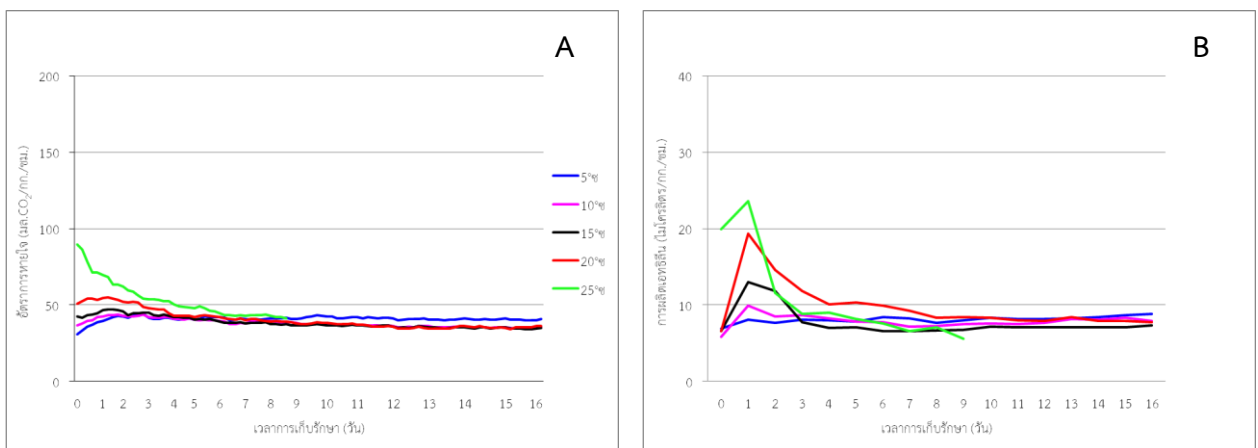 A
200
150
100
50
0
อัตราการหายใจ (มล.CO₂/กก./ชม.)
0 1 2 3 4 5 6 7 8 9 10 11 12 13 14 15 16
เวลาการเก็บรักษา (วัน)
5°ซ
10°ซ
15°ซ
20°ซ
25°ซ
B
40
30
20
10
0
การผลิตเอทธิลีน (ไมโครลิตร/กก./ชม.)
0 1 2 3 4 5 6 7 8 9 10 11 12 13 14 15 16
เวลาการเก็บรักษา (วัน)